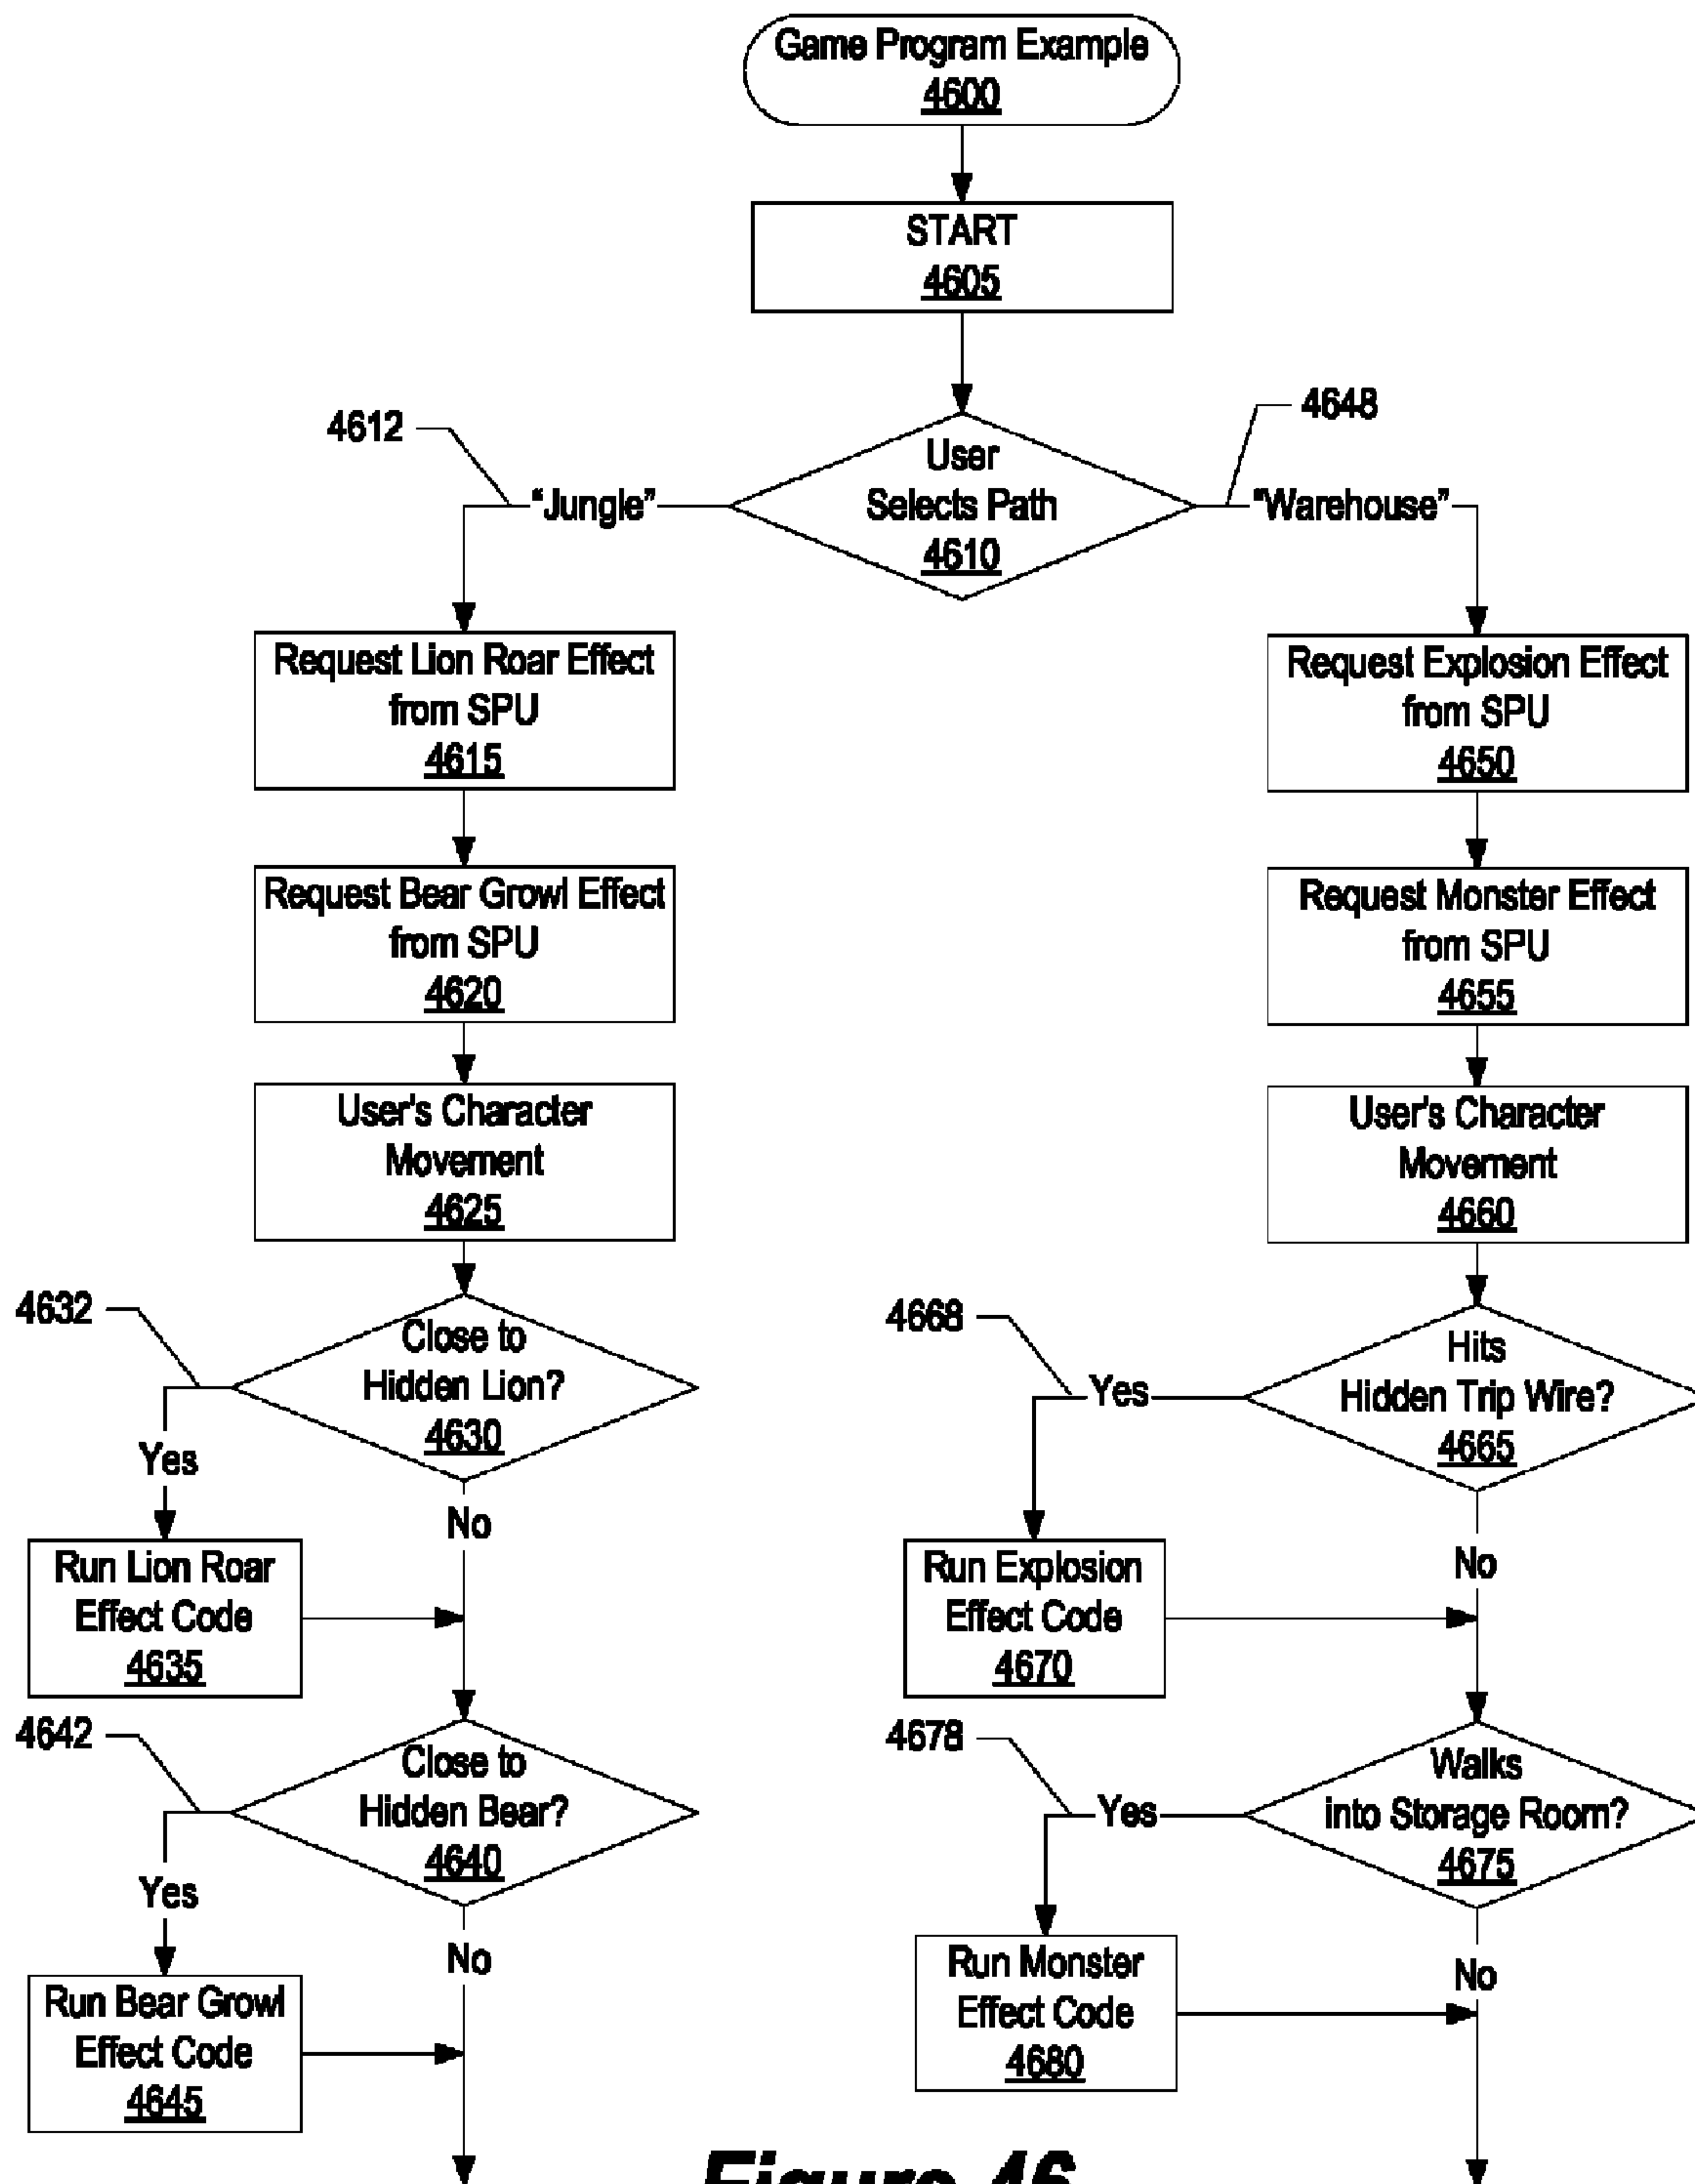 Game Program Example
4600
START
4605
4612
4648
User
Selects Path
4610
“Jungle”
“Warehouse”
Request Lion Roar Effect
from SPU
4615
Request Bear Growl Effect
from SPU
4620
User's Character
Movement
4625
4632
Close to
Hidden Lion?
4630
Yes
No
Run Lion Roar
Effect Code
4635
4642
Close to
Hidden Bear?
4640
Yes
No
Run Bear Growl
Effect Code
4645
Request Explosion Effect
from SPU
4650
Request Monster Effect
from SPU
4655
User's Character
Movement
4660
4668
Hits
Hidden Trip Wire?
4665
Yes
No
Run Explosion
Effect Code
4670
4678
Walks
into Storage Room?
4675
Yes
No
Run Monster
Effect Code
4680
Figure 46